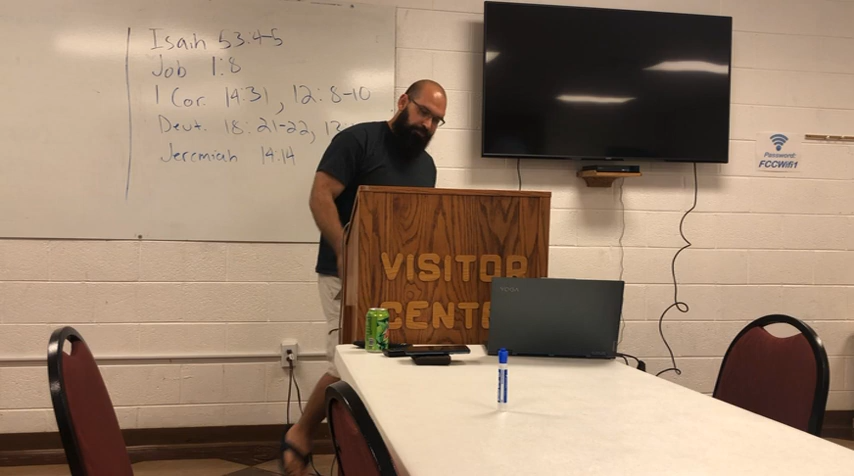 Isaih 53:4-5
Job 1:8
1 Cor. 14:31, 12:8-10
Deut. 18:21-22,
Jeremiah 14:14
Password:
FCCWifi1
VISITOR
YOGA